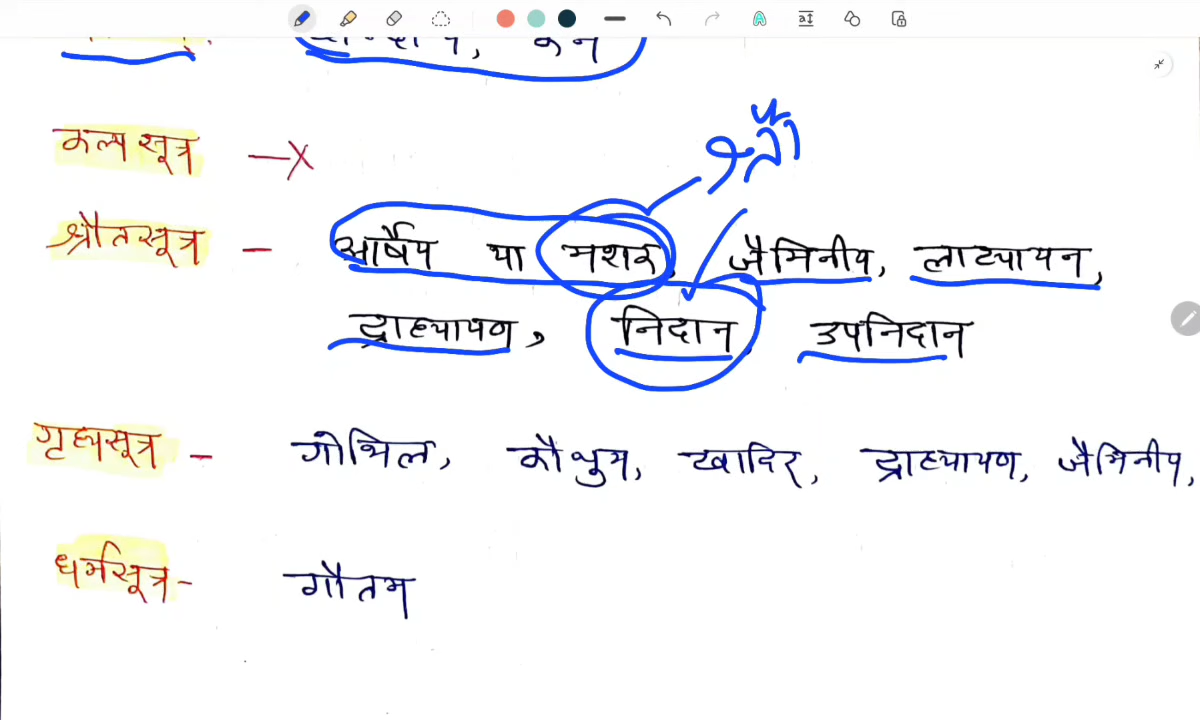 कल्पसूत्र —X
श्रौतसूत्र - आर्षेय या मशक, जैमिनीय, लाट्यायन,
द्राह्यायण, निदान, उपनिदान
गृह्यसूत्र - गोभिल, कौथुम, खादिर, द्राह्यायण, जैमिनीय,
धर्मसूत्र - गौतम